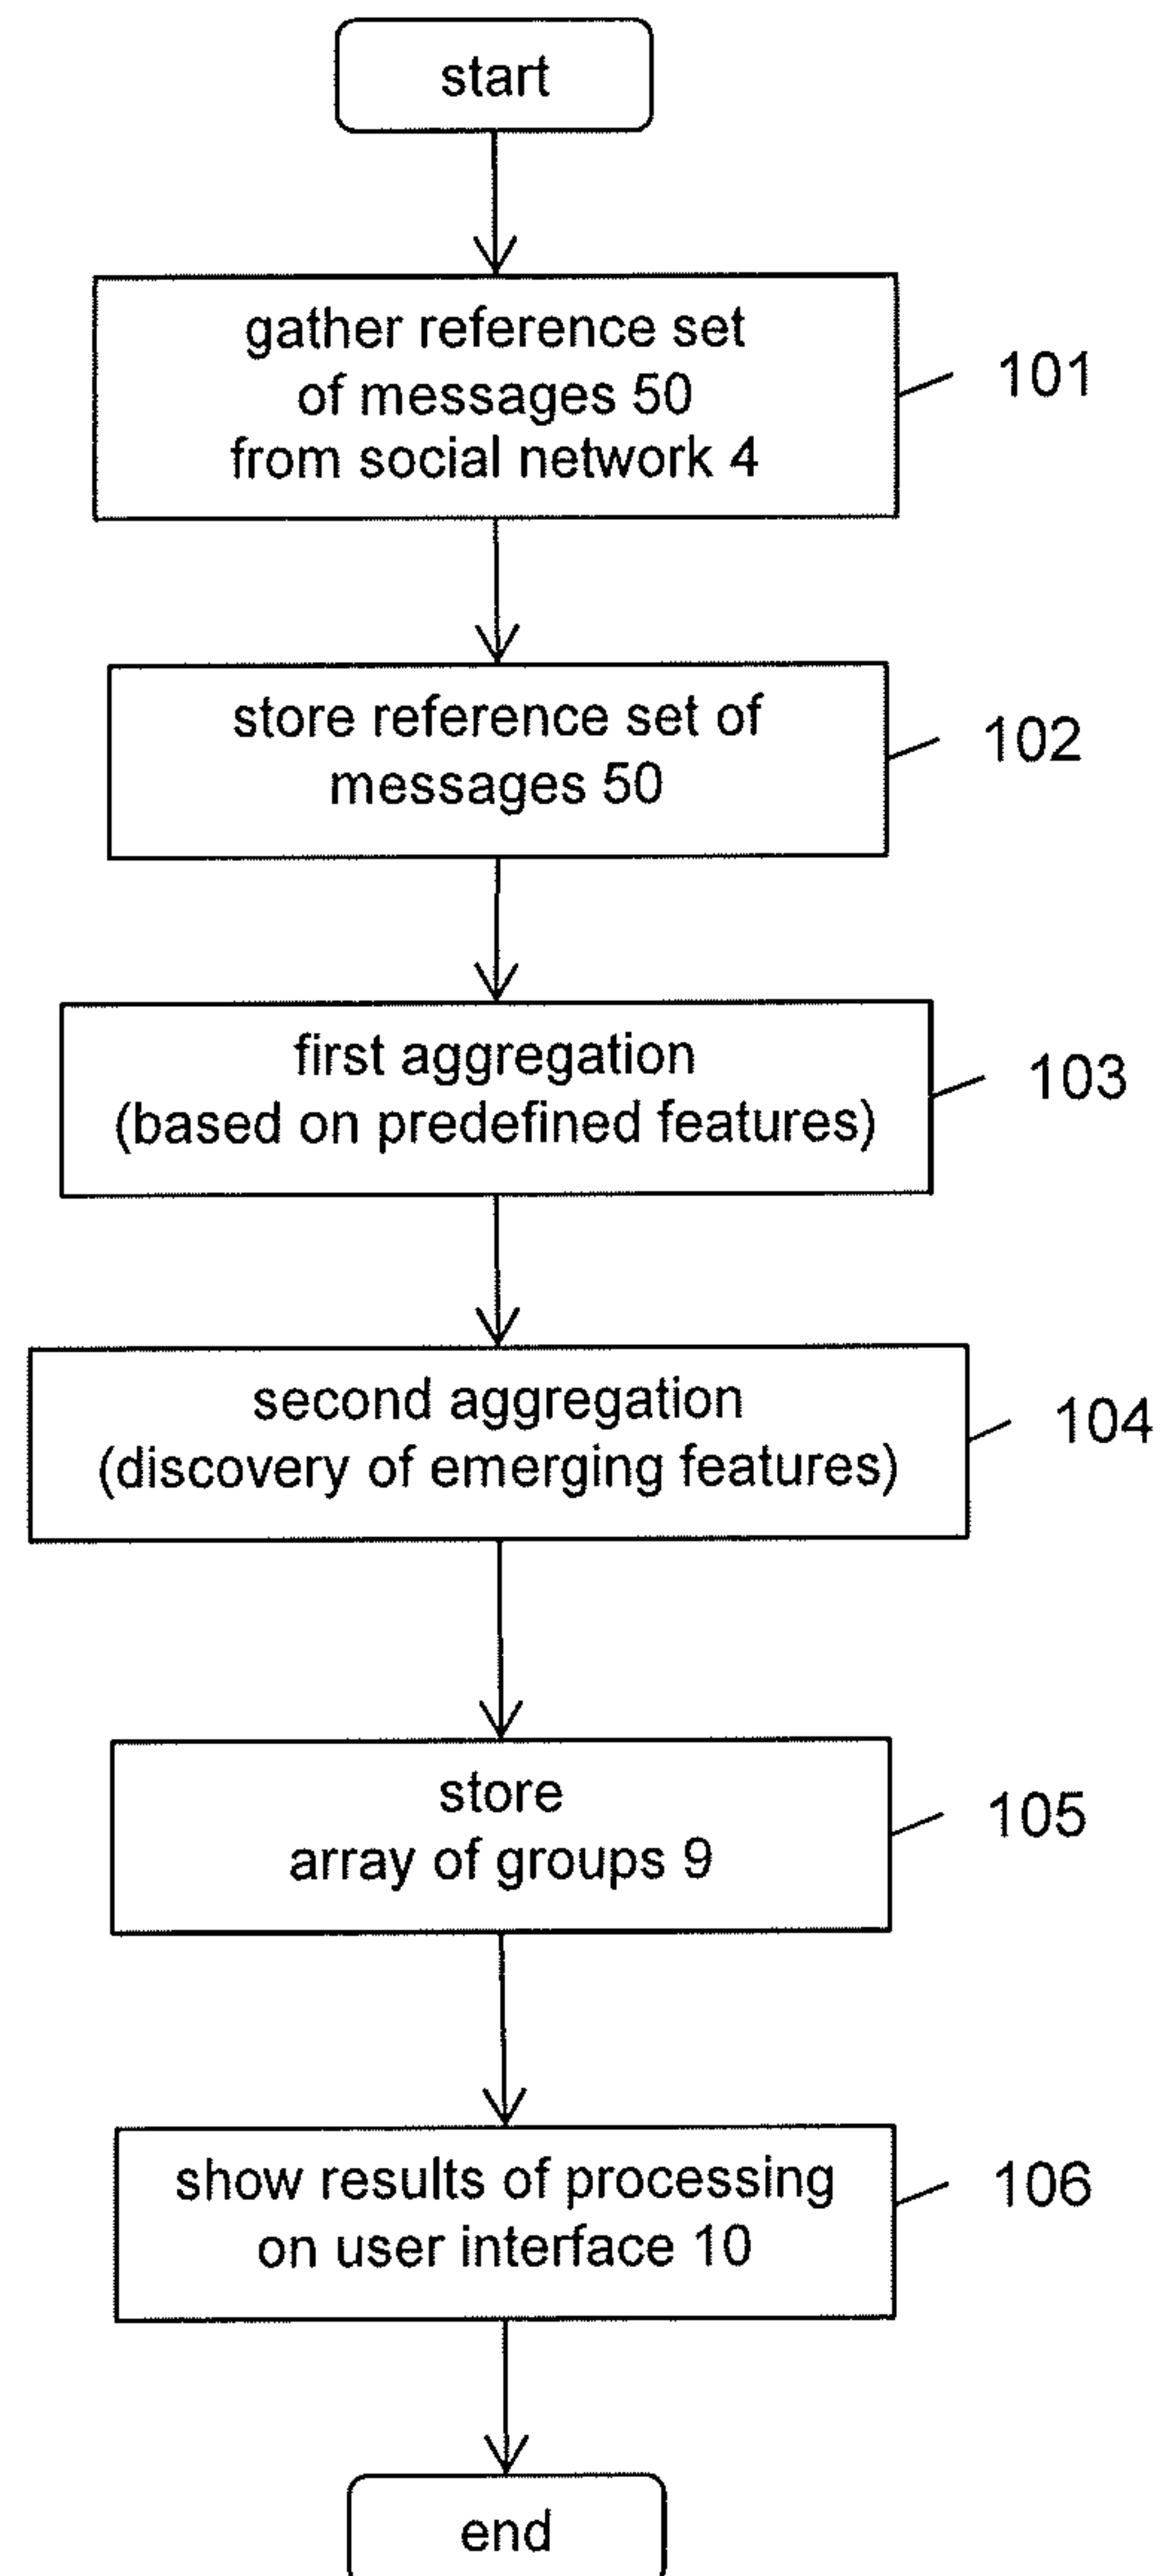 start
gather reference set
of messages 50
from social network 4
101
store reference set of
messages 50
102
first aggregation
(based on predefined features)
103
second aggregation
(discovery of emerging features)
104
store
array of groups 9
105
show results of processing
on user interface 10
106
end